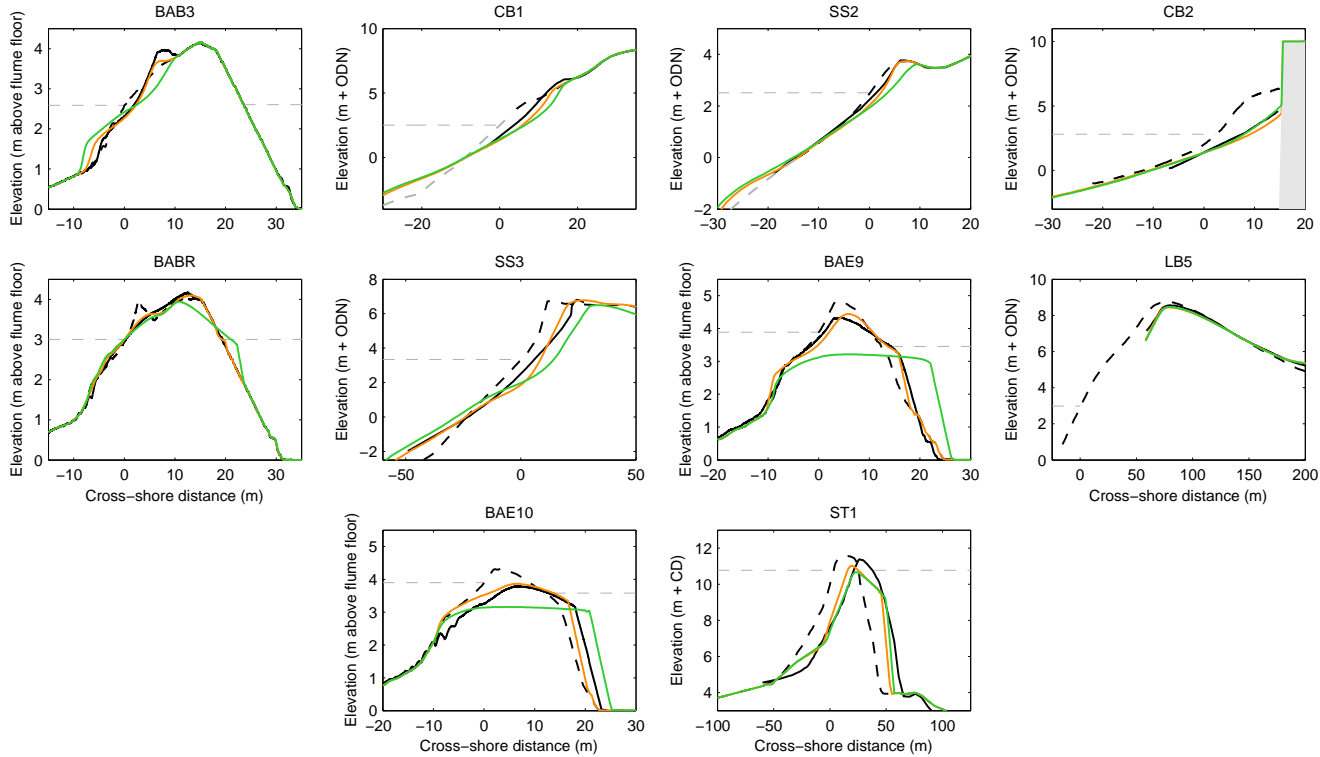 BAB3
CB1
SS2
CB2
Elevation (m above flume floor)
4
3
2
1
0
−10 0 10 20 30
Elevation (m + ODN)
10
5
0
−20 0 20
Elevation (m + ODN)
4
2
0
−2
−30 −20 −10 0 10 20
Elevation (m + ODN)
10
5
0
−30 −20 −10 0 10 20
BABR
SS3
BAE9
LB5
Elevation (m above flume floor)
4
3
2
1
0
−10 0 10 20 30
Cross−shore distance (m)
Elevation (m + ODN)
8
6
4
2
0
−2
−50 0 50
Elevation (m above flume floor)
5
4
3
2
1
0
−20 −10 0 10 20 30
Elevation (m + ODN)
10
8
6
4
2
0
0 50 100 150 200
Cross−shore distance (m)
BAE10
ST1
Elevation (m above flume floor)
5
4
3
2
1
0
−20 −10 0 10 20 30
Cross−shore distance (m)
Elevation (m + CD)
12
10
8
6
4
−100 −50 0 50 100
Cross−shore distance (m)